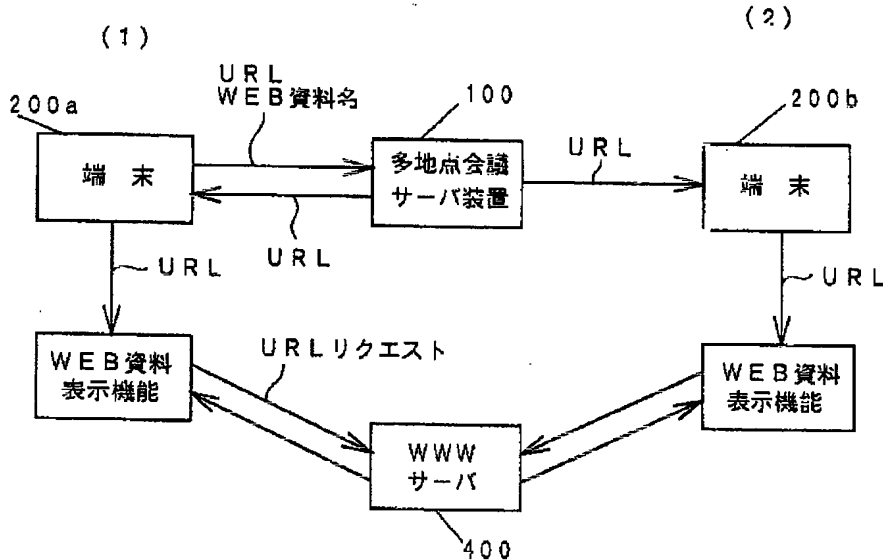 (1)
(2)
URL
WEB資料名
200a
100
200b
端 末
多地点会議
サーバ装置
URL
端 末
URL
URL
URL
WEB資料
表示機能
URLリクエスト
WEB資料
表示機能
WWW
サーバ
400